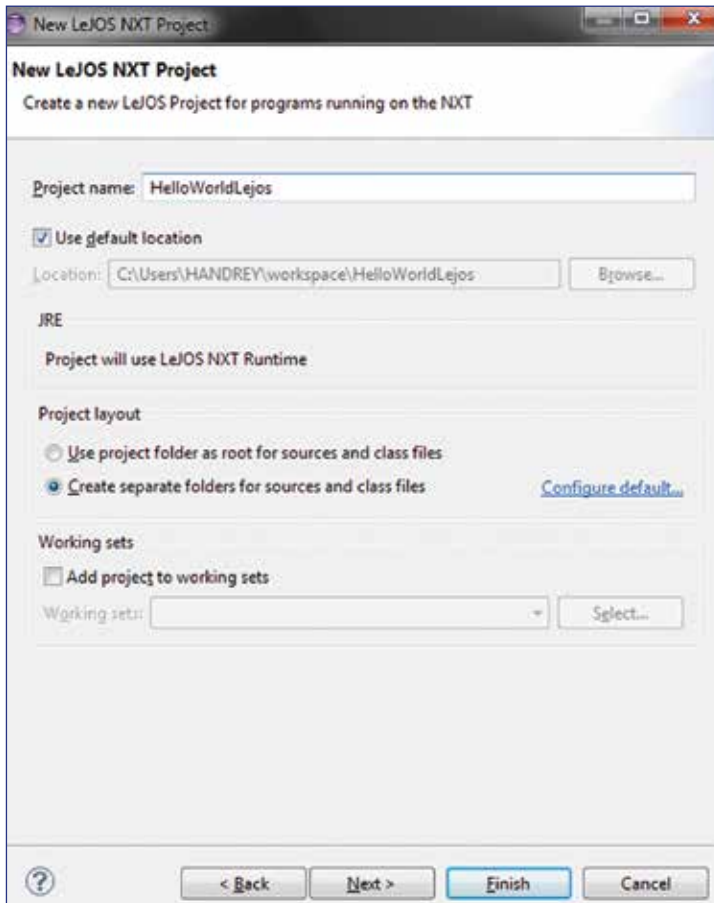 New LeJOS NXT Project
New LeJOS NXT Project
Create a new LeJOS Project for programs running on the NXT
Project name: HelloWorldLejos
Use default location
Location: C:\Users\HANDREY\workspace\HelloWorldLejos Browse...
JRE
Project will use LeJOS NXT Runtime
Project layout
Use project folder as root for sources and class files
Create separate folders for sources and class files Configure default...
Working sets
Add project to working sets
Working sets: Select...
? < Back Next > Finish Cancel